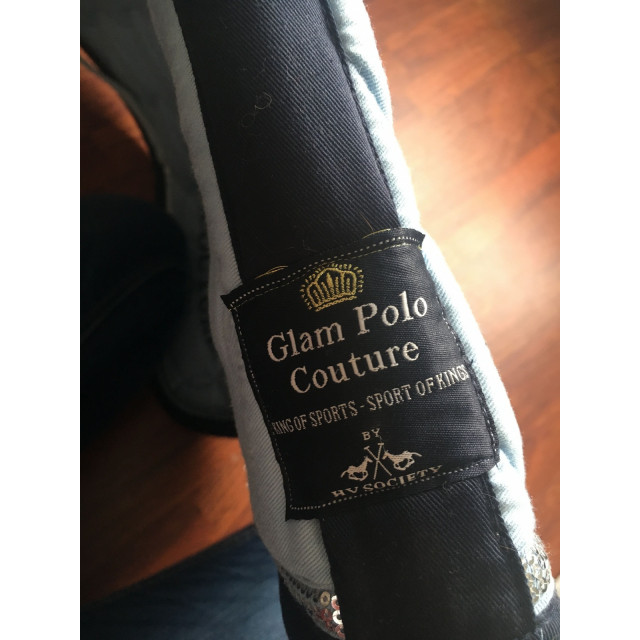 Glam Polo
Couture
KING OF SPORTS - SPORT OF KINGS
BY
HV SOCIETY